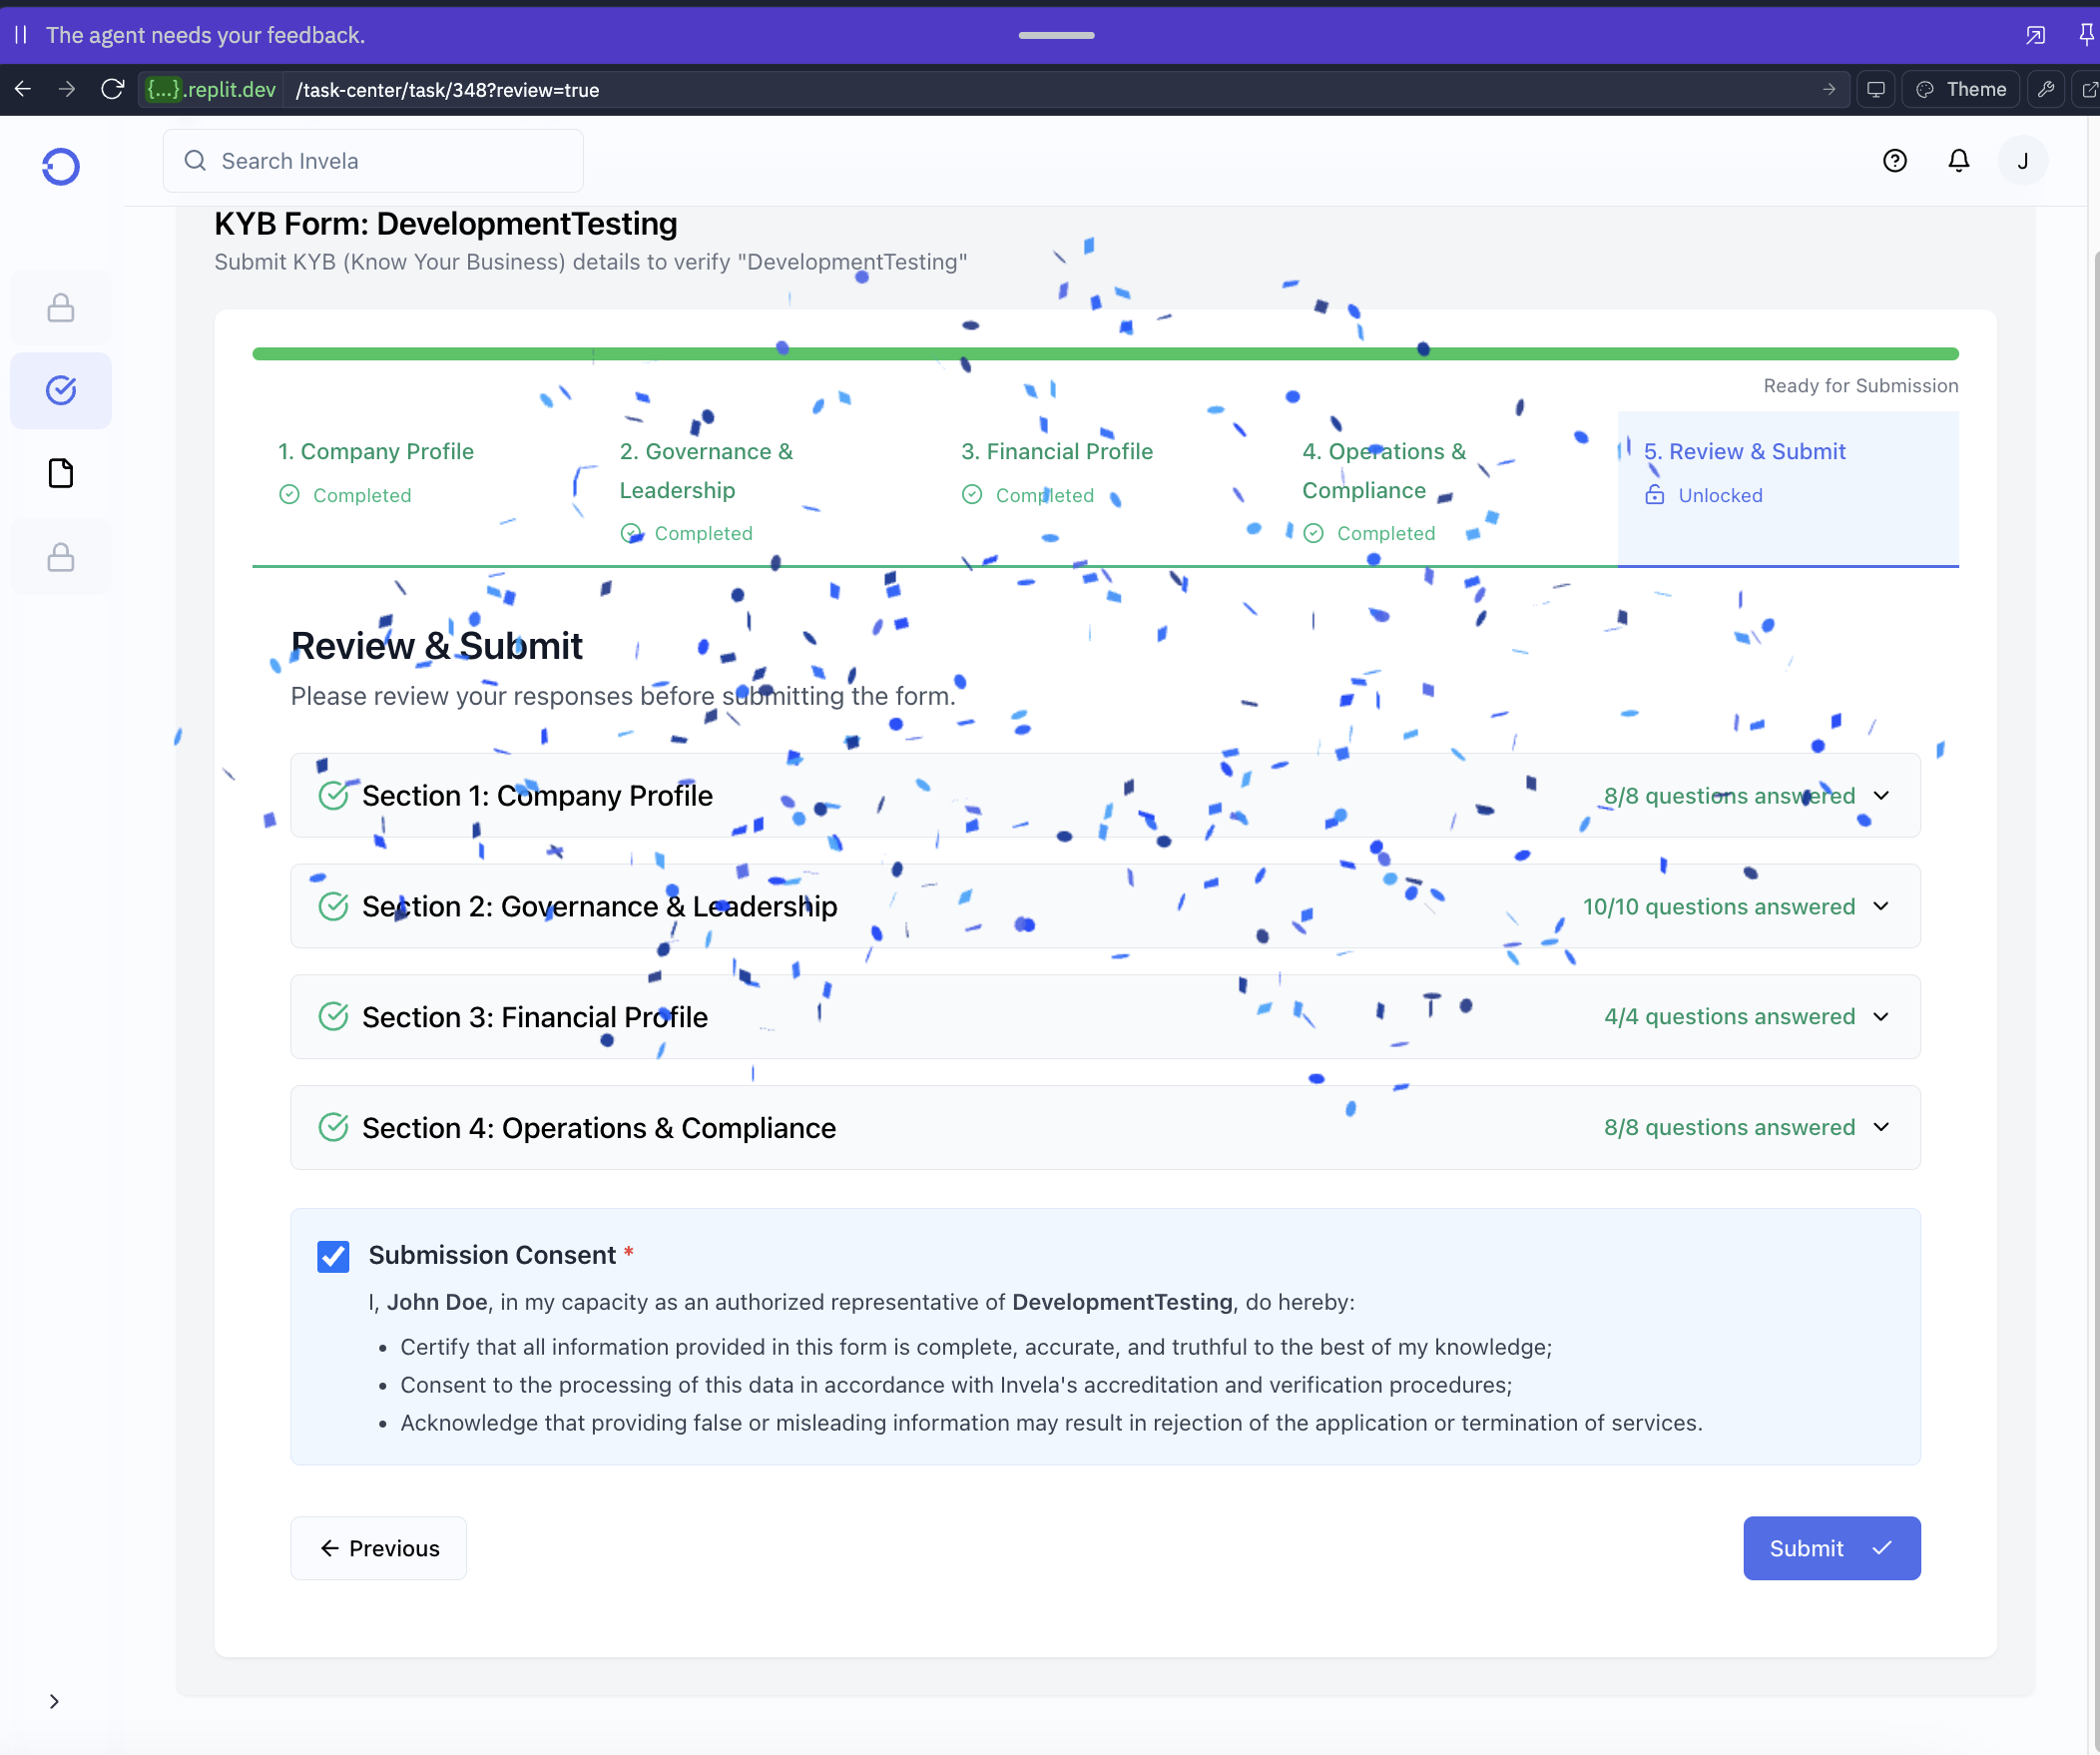 The agent needs your feedback.
{...}.replit.dev /task-center/task/348?review=true Theme
Search Invela J
KYB Form: DevelopmentTesting
Submit KYB (Know Your Business) details to verify "DevelopmentTesting"
Ready for Submission
1. Company Profile
Completed
2. Governance &
Leadership
Completed
3. Financial Profile
Completed
4. Operations &
Compliance
Completed
5. Review & Submit
Unlocked
Review & Submit
Please review your responses before submitting the form.
Section 1: Company Profile 8/8 questions answered
Section 2: Governance & Leadership 10/10 questions answered
Section 3: Financial Profile 4/4 questions answered
Section 4: Operations & Compliance 8/8 questions answered
Submission Consent *
I, John Doe, in my capacity as an authorized representative of DevelopmentTesting, do hereby:
• Certify that all information provided in this form is complete, accurate, and truthful to the best of my knowledge;
• Consent to the processing of this data in accordance with Invela's accreditation and verification procedures;
• Acknowledge that providing false or misleading information may result in rejection of the application or termination of services.
Previous Submit